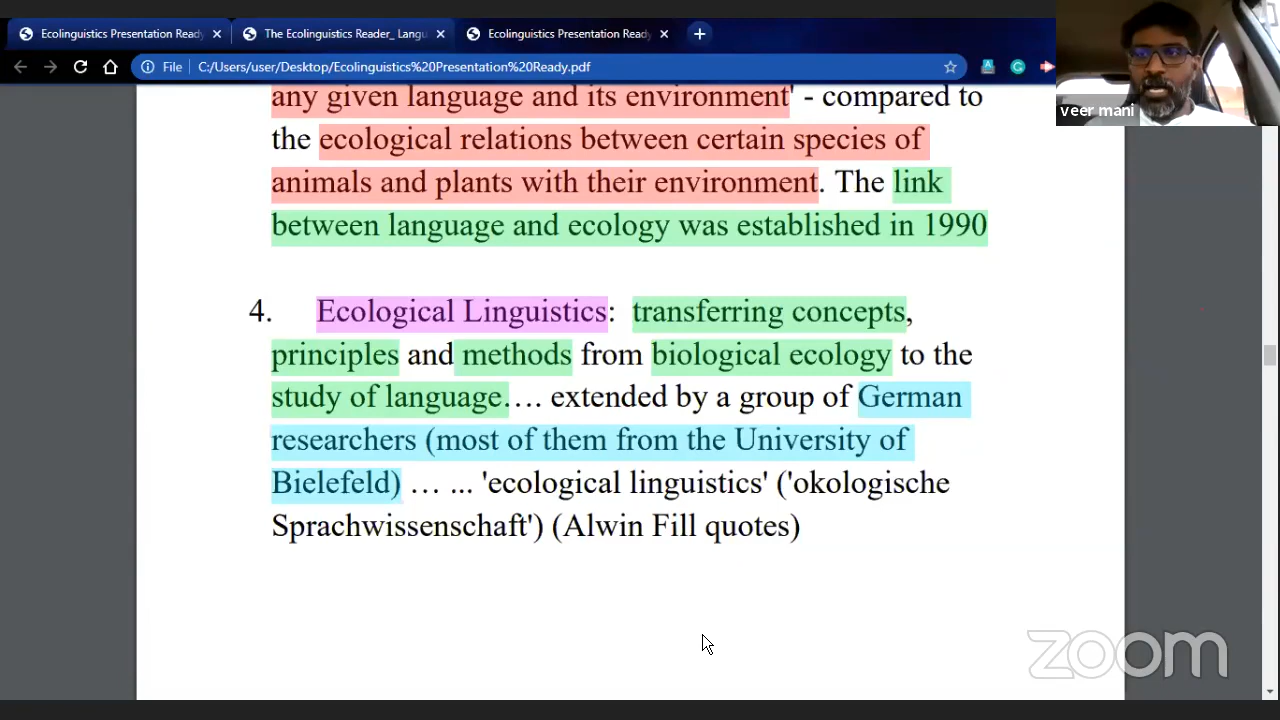 Ecolinguistics Presentation Ready
The Ecolinguistics Reader_ Langu
Ecolinguistics Presentation Ready
File
C:/Users/user/Desktop/Ecolinguistics%20Presentation%20Ready.pdf
veer mani
any given language and its environment' - compared to
the ecological relations between certain species of
animals and plants with their environment. The link
between language and ecology was established in 1990
4. Ecological Linguistics: transferring concepts,
principles and methods from biological ecology to the
study of language…. extended by a group of German
researchers (most of them from the University of
Bielefeld) … ... 'ecological linguistics' ('okologische
Sprachwissenschaft') (Alwin Fill quotes)
zoom